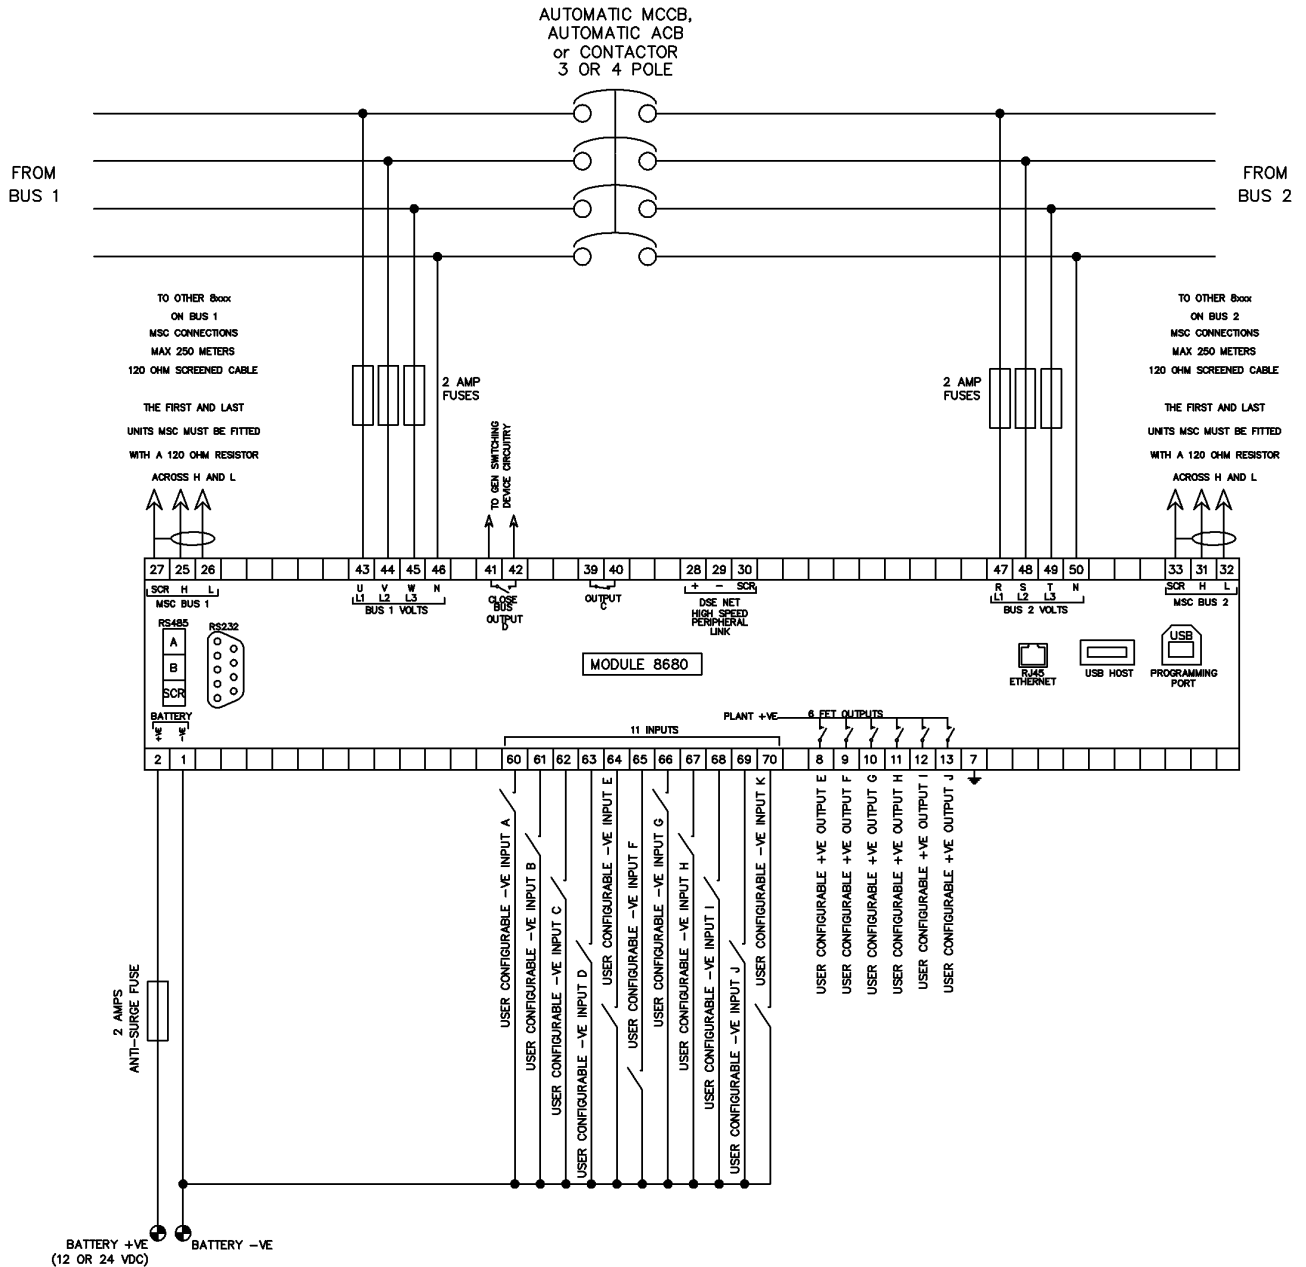 AUTOMATIC MCCB,
AUTOMATIC ACB
or CONTACTOR
3 OR 4 POLE
FROM
BUS 1
FROM
BUS 2
TO OTHER 8xxx
ON BUS 1
MSC CONNECTIONS
MAX 250 METERS
120 OHM SCREENED CABLE
THE FIRST AND LAST
UNITS MSC MUST BE FITTED
WITH A 120 OHM RESISTOR
ACROSS H AND L
2 AMP
FUSES
TO GEN SWITCHING
DEVICE CIRCUITRY
2 AMP
FUSES
TO OTHER 8xxx
ON BUS 2
MSC CONNECTIONS
MAX 250 METERS
120 OHM SCREENED CABLE
THE FIRST AND LAST
UNITS MSC MUST BE FITTED
WITH A 120 OHM RESISTOR
ACROSS H AND L
27 25 26 43 44 45 46 41 42 39 40 28 29 30 47 48 49 50 33 31 32
SCR H L
MSC BUS 1
U V W N
L1 L2 L3
BUS 1 VOLTS
CLOSE
BUS
OUTPUT
D
OUTPUT
C
+ − SCR
DSE NET
HIGH SPEED
PERIPHERAL
LINK
R S T N
L1 L2 L3
BUS 2 VOLTS
SCR H L
MSC BUS 2
RS485
A
B
SCR
RS232
MODULE 8680
RJ45
ETHERNET
USB HOST
USB
PROGRAMMING
PORT
BATTERY
+VE
−VE
11 INPUTS
PLANT +VE
6 FET OUTPUTS
2 1 60 61 62 63 64 65 66 67 68 69 70 8 9 10 11 12 13 7
USER CONFIGURABLE −VE INPUT A
USER CONFIGURABLE −VE INPUT B
USER CONFIGURABLE −VE INPUT C
USER CONFIGURABLE −VE INPUT D
USER CONFIGURABLE −VE INPUT E
USER CONFIGURABLE −VE INPUT F
USER CONFIGURABLE −VE INPUT G
USER CONFIGURABLE −VE INPUT H
USER CONFIGURABLE −VE INPUT I
USER CONFIGURABLE −VE INPUT J
USER CONFIGURABLE −VE INPUT K
USER CONFIGURABLE +VE OUTPUT E
USER CONFIGURABLE +VE OUTPUT F
USER CONFIGURABLE +VE OUTPUT G
USER CONFIGURABLE +VE OUTPUT H
USER CONFIGURABLE +VE OUTPUT I
USER CONFIGURABLE +VE OUTPUT J
2 AMPS
ANTI−SURGE FUSE
BATTERY +VE
(12 OR 24 VDC)
BATTERY −VE